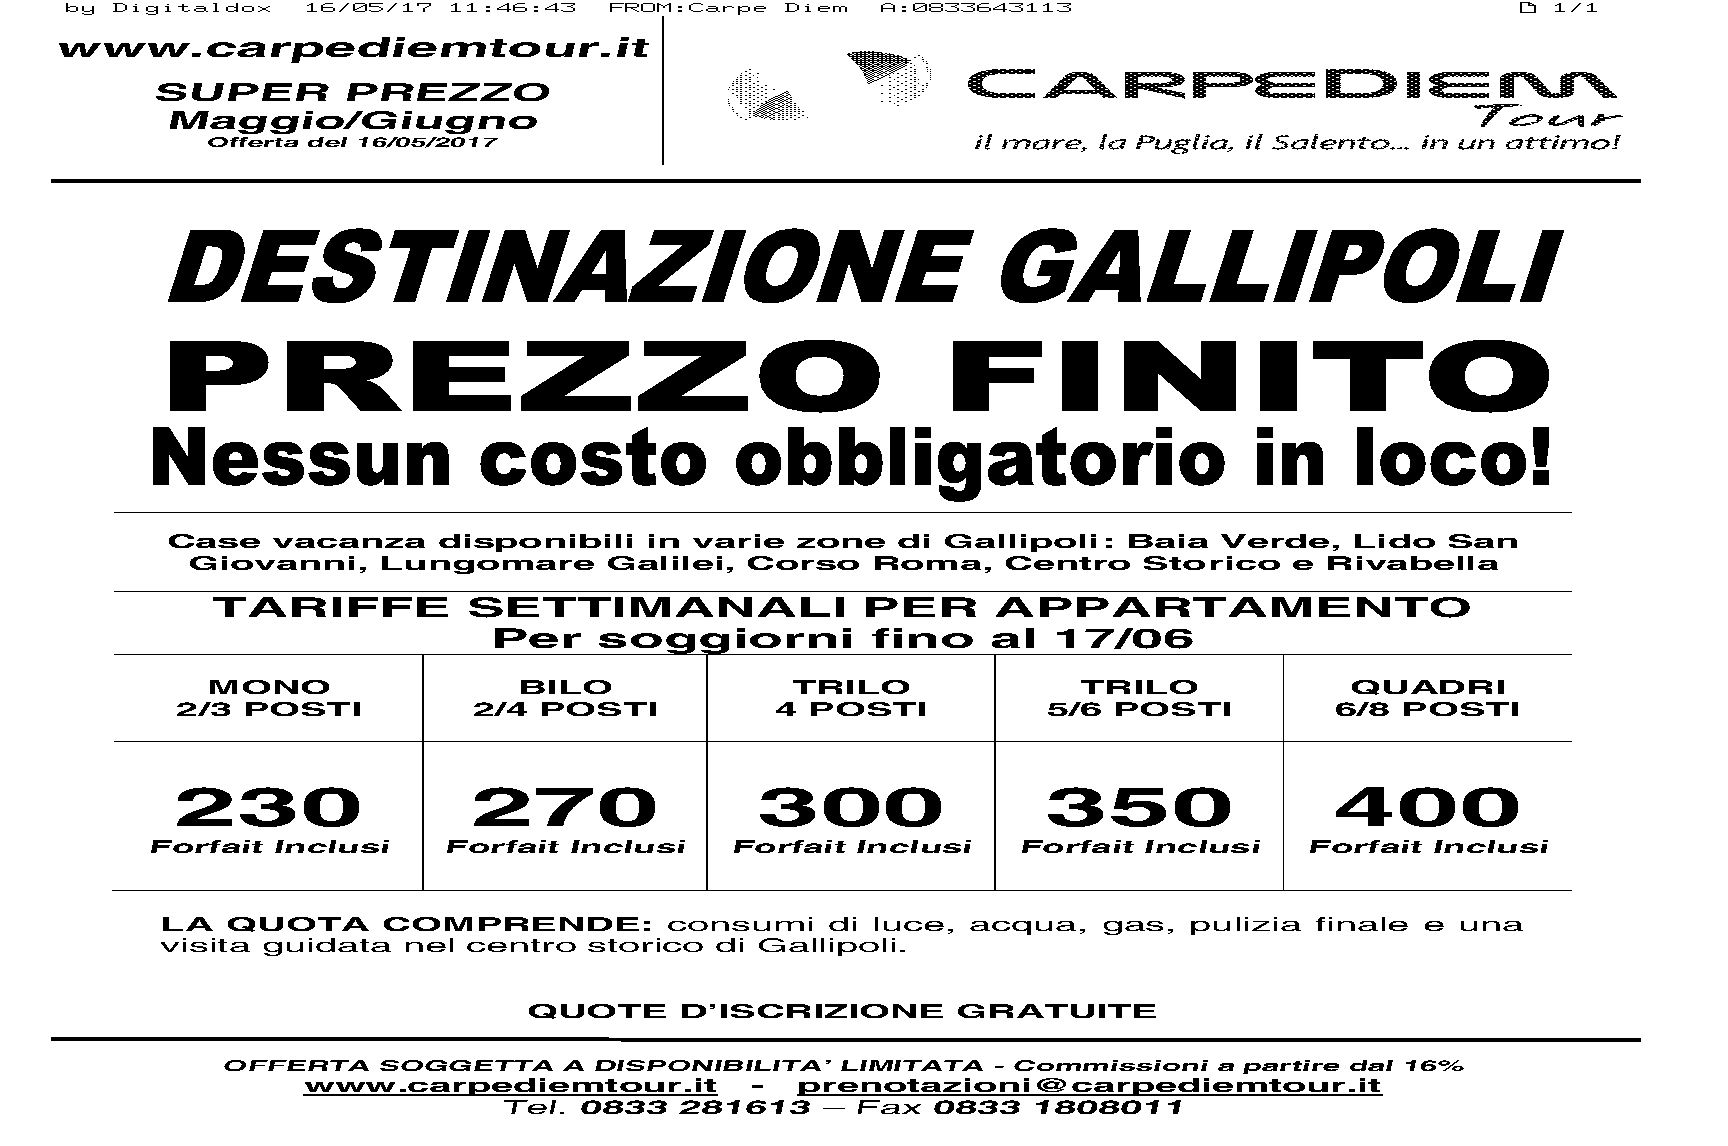 by Digitaldox 16/05/17 11:46:43 FROM:Carpe Diem A:0833643113 1/1
www.carpediemtour.it
SUPER PREZZO
Maggio/Giugno
Offerta del 16/05/2017
CARPEDIEM
Tour
il mare, la Puglia, il Salento... in un attimo!
DESTINAZIONE GALLIPOLI
PREZZO FINITO
Nessun costo obbligatorio in loco!
Case vacanza disponibili in varie zone di Gallipoli: Baia Verde, Lido San
Giovanni, Lungomare Galilei, Corso Roma, Centro Storico e Rivabella
TARIFFE SETTIMANALI PER APPARTAMENTO
Per soggiorni fino al 17/06
MONO BILO TRILO TRILO QUADRI
2/3 POSTI 2/4 POSTI 4 POSTI 5/6 POSTI 6/8 POSTI
230 270 300 350 400
Forfait Inclusi Forfait Inclusi Forfait Inclusi Forfait Inclusi Forfait Inclusi
LA QUOTA COMPRENDE: consumi di luce, acqua, gas, pulizia finale e una
visita guidata nel centro storico di Gallipoli.
QUOTE D'ISCRIZIONE GRATUITE
OFFERTA SOGGETTA A DISPONIBILITA' LIMITATA - Commissioni a partire dal 16%
www.carpediemtour.it - prenotazioni@carpediemtour.it
Tel. 0833 281613 – Fax 0833 1808011